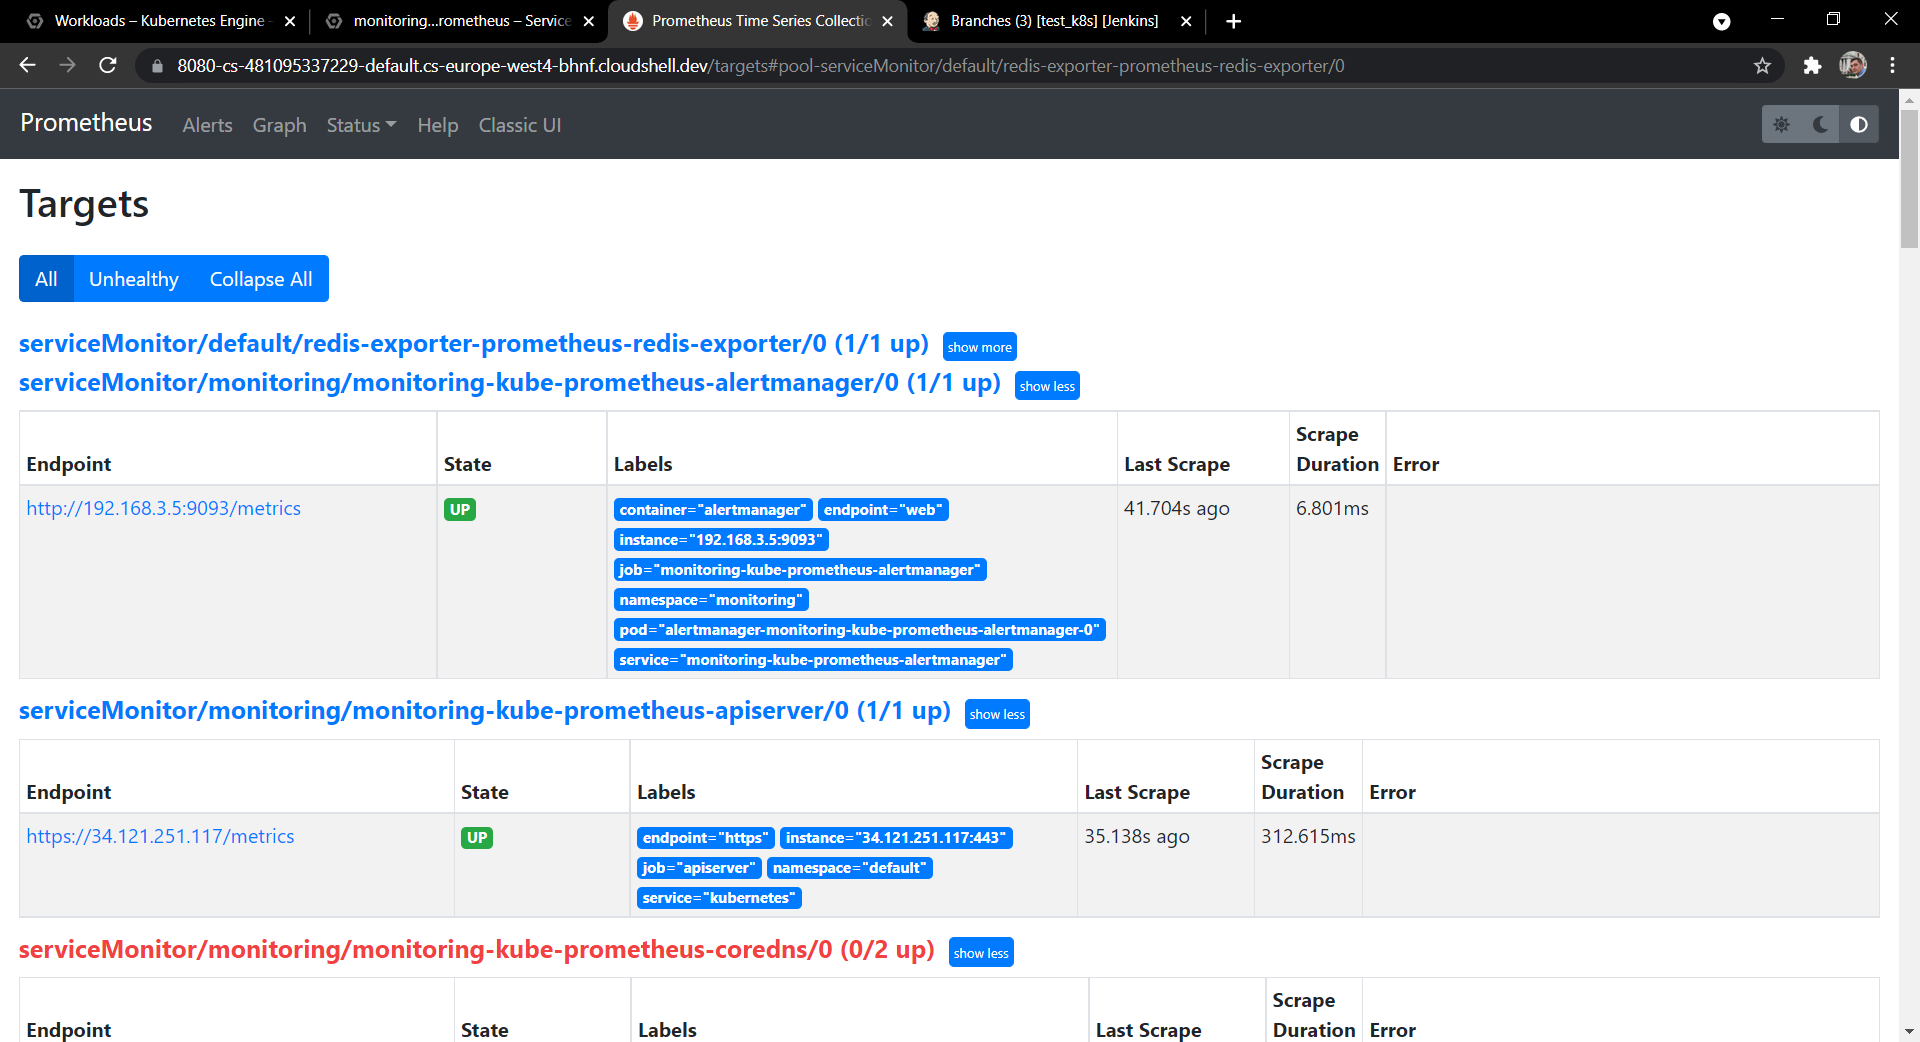 Workloads – Kubernetes Engine
monitoring...rometheus – Service
Prometheus Time Series Collectio
Branches (3) [test_k8s] [Jenkins]
8080-cs-481095337229-default.cs-europe-west4-bhnf.cloudshell.dev/targets#pool-serviceMonitor/default/redis-exporter-prometheus-redis-exporter/0
Prometheus Alerts Graph Status Help Classic UI
Targets
All Unhealthy Collapse All
serviceMonitor/default/redis-exporter-prometheus-redis-exporter/0 (1/1 up) show more
serviceMonitor/monitoring/monitoring-kube-prometheus-alertmanager/0 (1/1 up) show less
Endpoint State Labels Last Scrape Scrape Duration Error
http://192.168.3.5:9093/metrics UP container="alertmanager" endpoint="web" 41.704s ago 6.801ms
instance="192.168.3.5:9093"
job="monitoring-kube-prometheus-alertmanager"
namespace="monitoring"
pod="alertmanager-monitoring-kube-prometheus-alertmanager-0"
service="monitoring-kube-prometheus-alertmanager"
serviceMonitor/monitoring/monitoring-kube-prometheus-apiserver/0 (1/1 up) show less
Endpoint State Labels Last Scrape Scrape Duration Error
https://34.121.251.117/metrics UP endpoint="https" instance="34.121.251.117:443" 35.138s ago 312.615ms
job="apiserver" namespace="default"
service="kubernetes"
serviceMonitor/monitoring/monitoring-kube-prometheus-coredns/0 (0/2 up) show less
Endpoint State Labels Last Scrape Scrape Duration Error